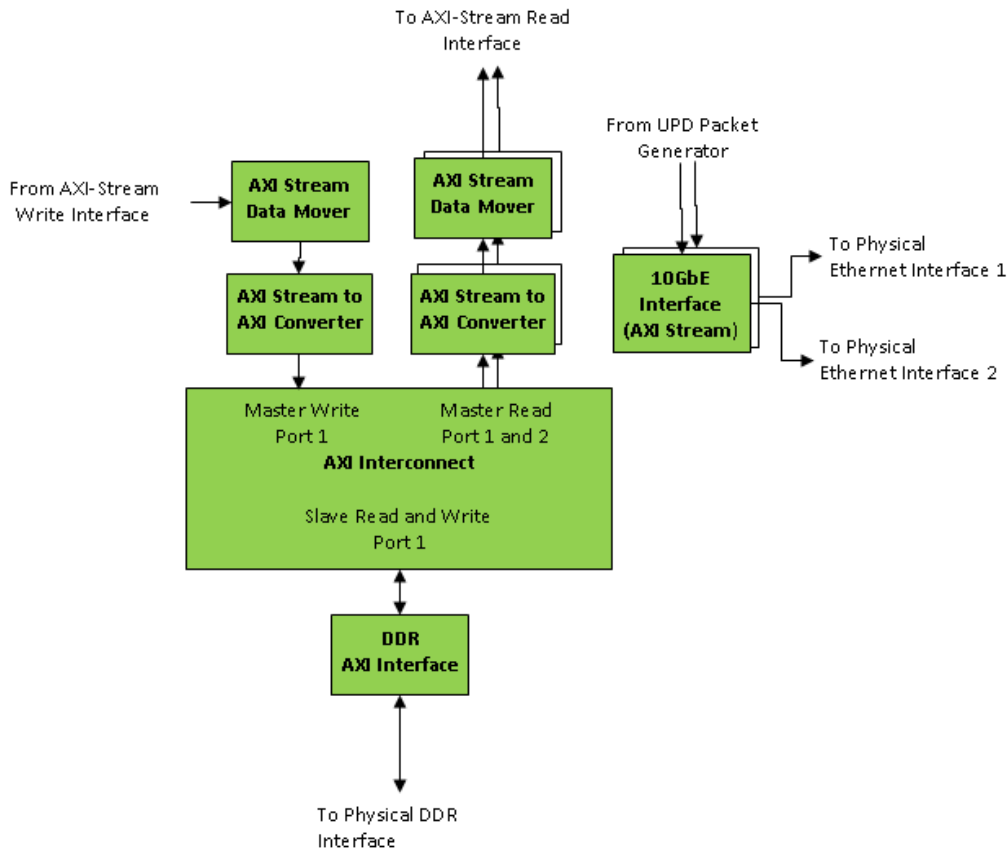 To AXI-Stream Read
Interface
From UPD Packet
Generator
From AXI-Stream
Write Interface
AXI Stream
Data Mover
AXI Stream
Data Mover
To Physical
Ethernet Interface 1
10GbE
Interface
(AXI Stream)
AXI Stream to
AXI Converter
AXI Stream to
AXI Converter
To Physical
Ethernet Interface 2
Master Write
Port 1
Master Read
Port 1 and 2
AXI Interconnect
Slave Read and Write
Port 1
DDR
AXI Interface
To Physical DDR
Interface